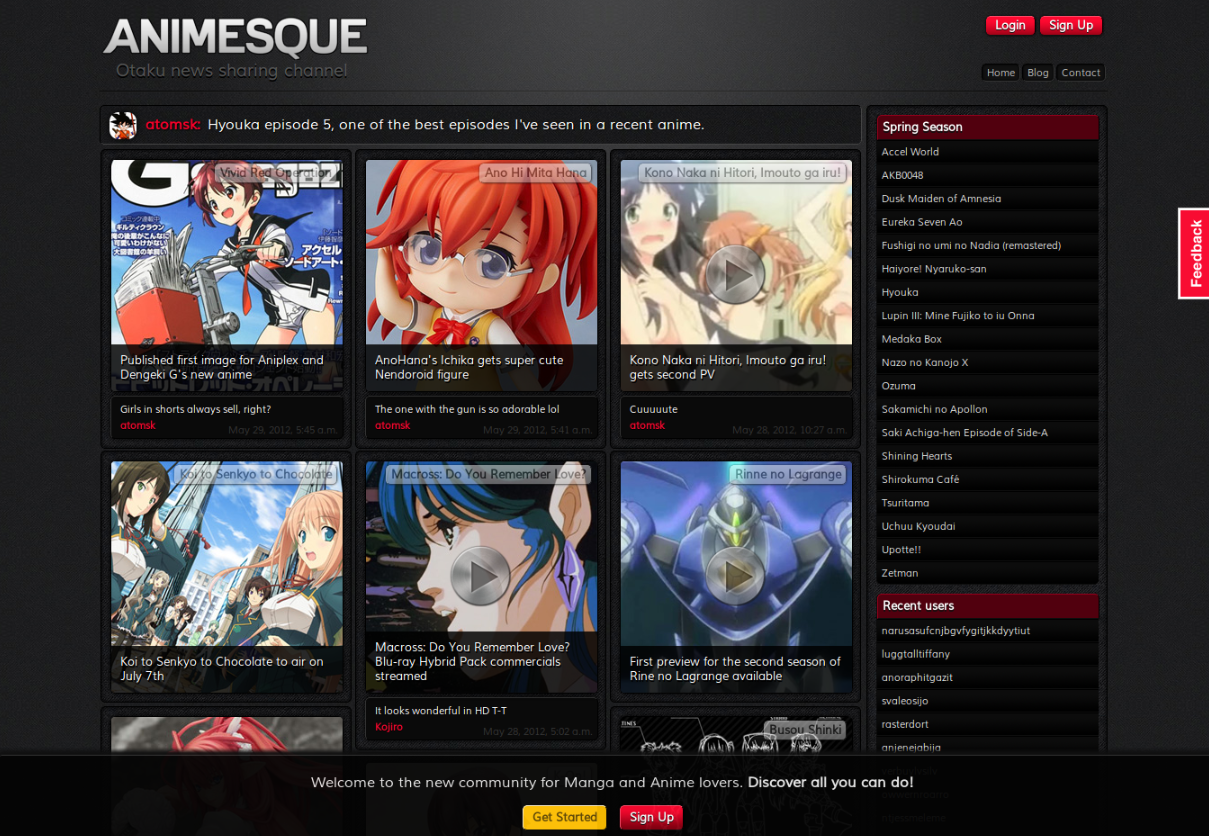 ANIMESQUE
Otaku news sharing channel
Login
Sign Up
Home
Blog
Contact
atomsk: Hyouka episode 5, one of the best episodes I've seen in a recent anime.
Vivid Red Operation
Published first image for Aniplex and
Dengeki G's new anime
Girls in shorts always sell, right?
atomsk
May 29, 2012, 5:45 a.m.
Ano Hi Mita Hana
AnoHana's Ichika gets super cute
Nendoroid figure
The one with the gun is so adorable lol
atomsk
May 29, 2012, 5:41 a.m.
Kono Naka ni Hitori, Imouto ga iru!
Kono Naka ni Hitori, Imouto ga iru!
gets second PV
Cuuuuute
atomsk
May 28, 2012, 10:27 a.m.
Koi to Senkyo to Chocolate
Koi to Senkyo to Chocolate to air on
July 7th
Macross: Do You Remember Love?
Macross: Do You Remember Love?
Blu-ray Hybrid Pack commercials
streamed
It looks wonderful in HD T-T
Kojiro
May 28, 2012, 5:02 a.m.
Rinne no Lagrange
First preview for the second season of
Rine no Lagrange available
Busou Shinki
Spring Season
Accel World
AKB0048
Dusk Maiden of Amnesia
Eureka Seven Ao
Fushigi no umi no Nadia (remastered)
Haiyore! Nyaruko-san
Hyouka
Lupin III: Mine Fujiko to iu Onna
Medaka Box
Nazo no Kanojo X
Ozuma
Sakamichi no Apollon
Saki Achiga-hen Episode of Side-A
Shining Hearts
Shirokuma Café
Tsuritama
Uchuu Kyoudai
Upotte!!
Zetman
Recent users
narusasufcnjbgvfygitjkkdyytiut
luggtalltiffany
anoraphitgazit
svaleosijo
rasterdort
anjenejabija
Feedback
Welcome to the new community for Manga and Anime lovers. Discover all you can do!
Get Started
Sign Up